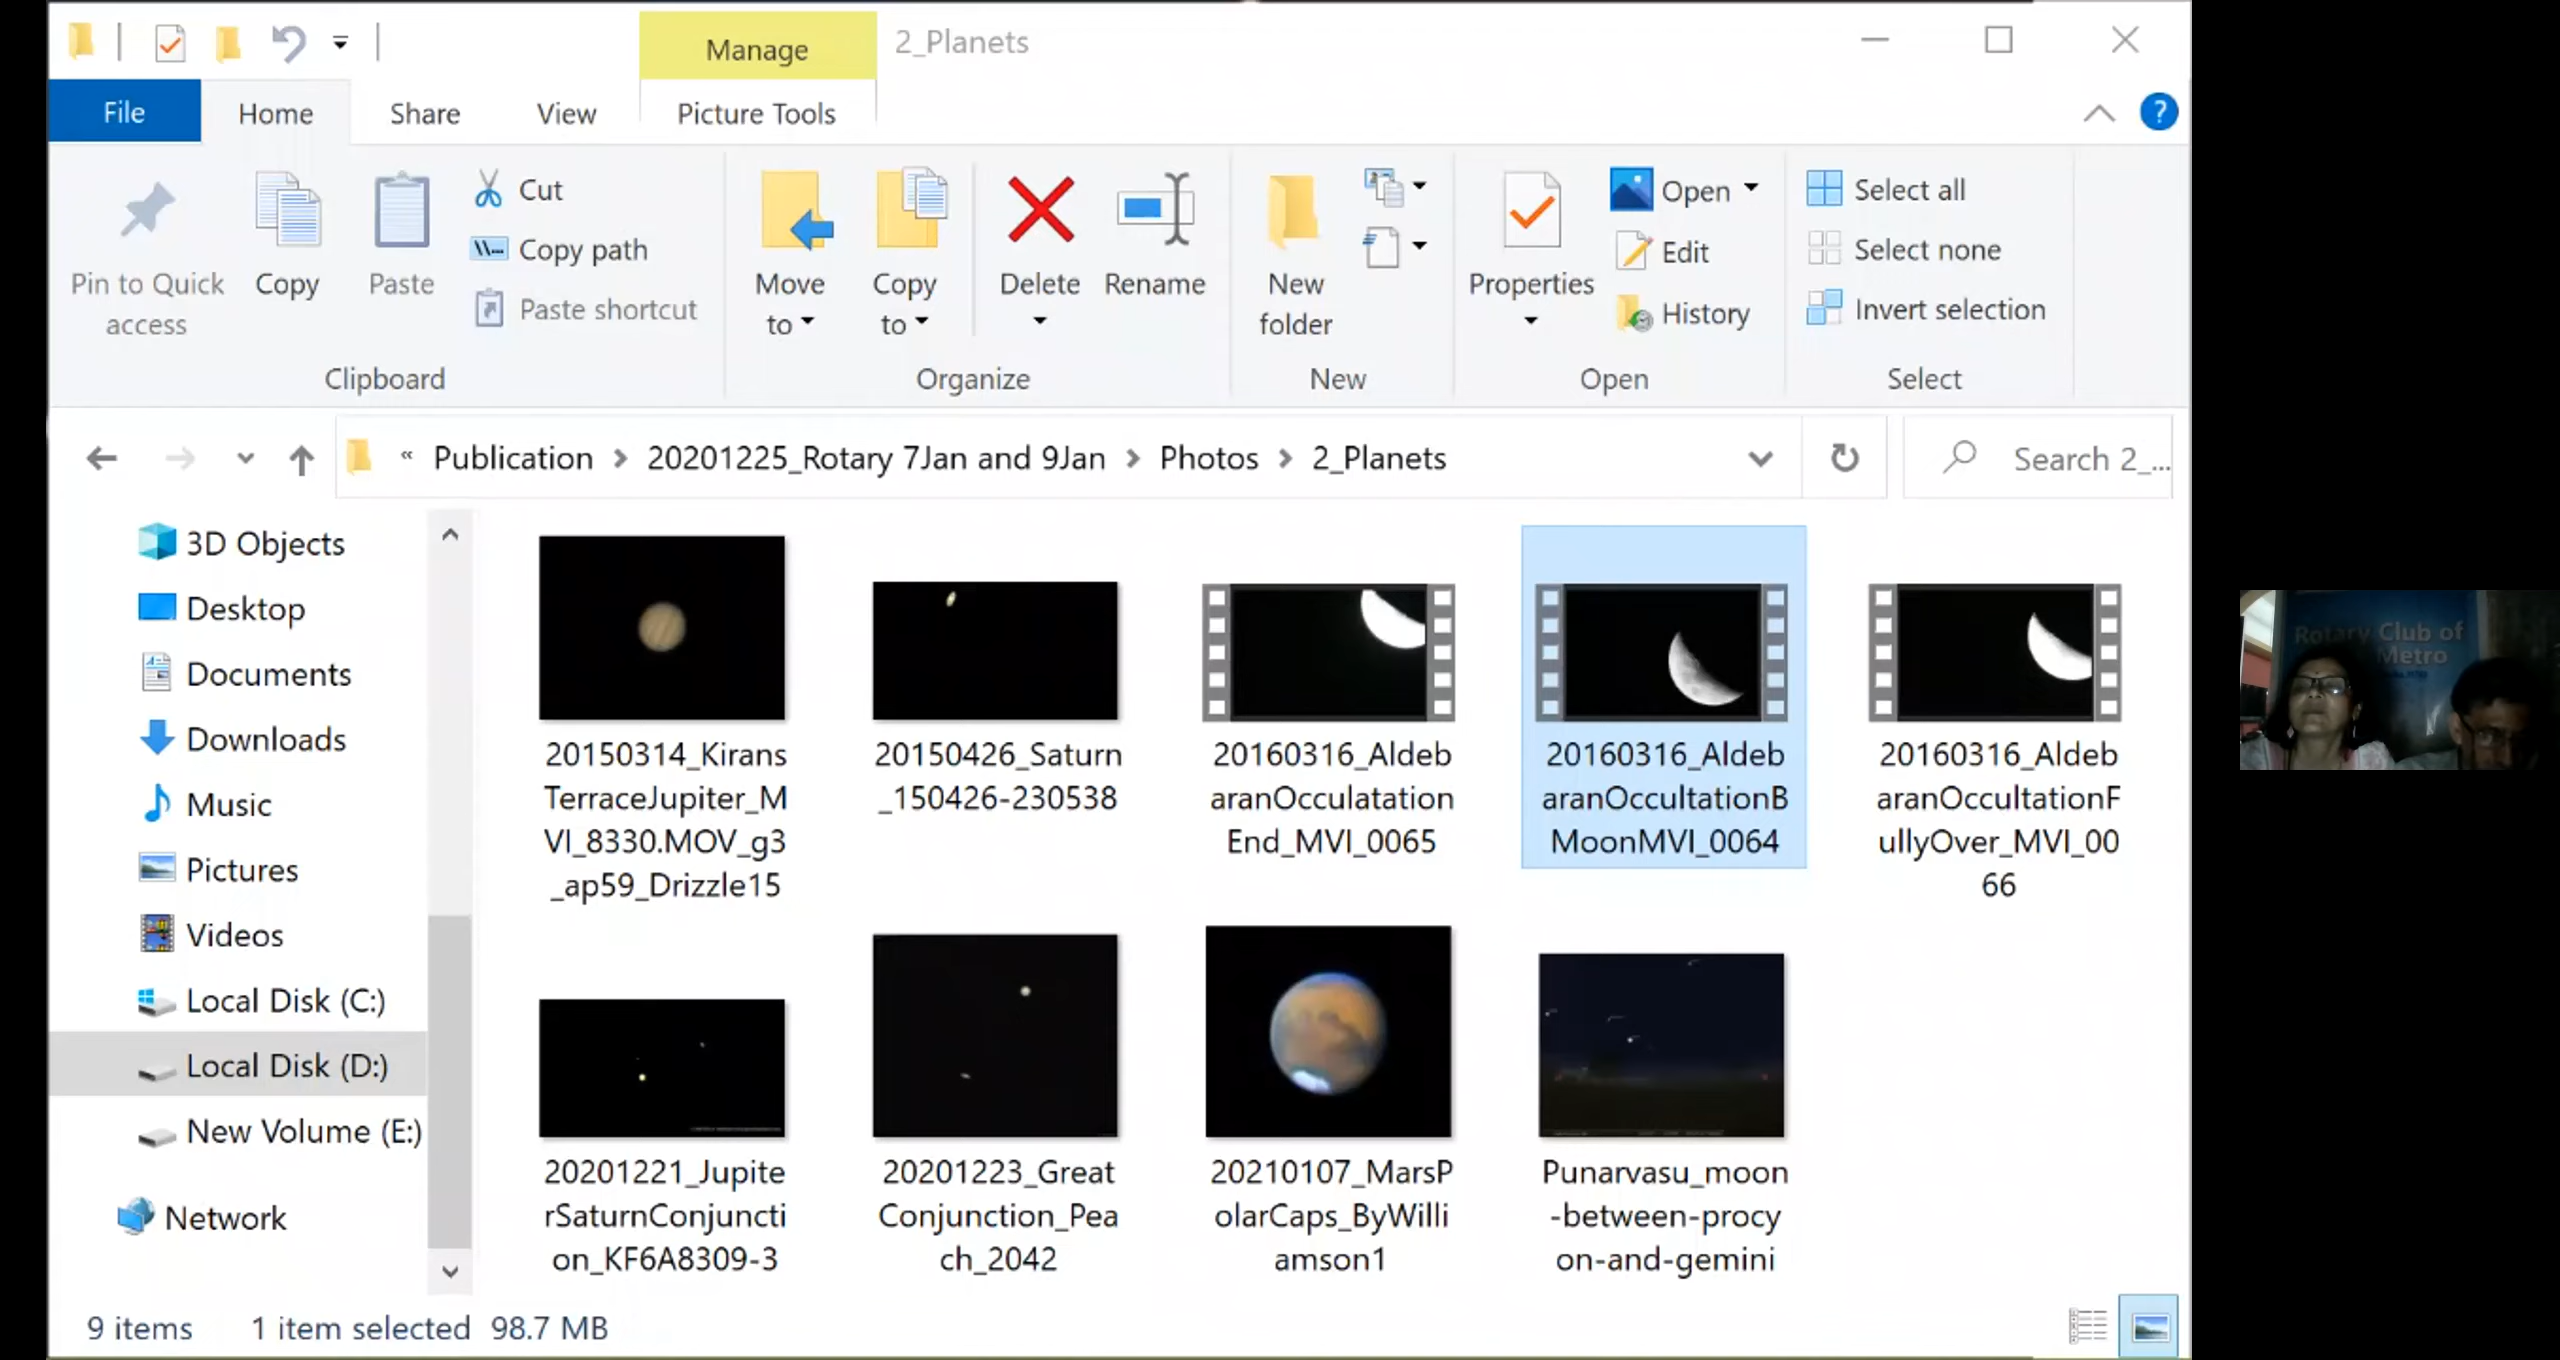 Manage
2_Planets
File
Home
Share
View
Picture Tools
?
Pin to Quick
access
Copy
Paste
Cut
Copy path
Paste shortcut
Clipboard
Move
to
Copy
to
Delete
Rename
Organize
New
folder
New
Properties
Open
Edit
History
Open
Select all
Select none
Invert selection
Select
« Publication > 20201225_Rotary 7Jan and 9Jan > Photos > 2_Planets
Search 2_...
3D Objects
Desktop
Documents
Downloads
Music
Pictures
Videos
Local Disk (C:)
Local Disk (D:)
New Volume (E:)
Network
20150314_Kirans
TerraceJupiter_M
VI_8330.MOV_g3
_ap59_Drizzle15
20150426_Saturn
_150426-230538
20160316_Aldeb
aranOcculatation
End_MVI_0065
20160316_Aldeb
aranOccultationB
MoonMVI_0064
20160316_Aldeb
aranOccultationF
ullyOver_MVI_00
66
20201221_Jupite
rSaturnConjuncti
on_KF6A8309-3
20201223_Great
Conjunction_Pea
ch_2042
20210107_MarsP
olarCaps_ByWilli
amson1
Punarvasu_moon
-between-procy
on-and-gemini
9 items
1 item selected 98.7 MB
Rotary Club of
Metro